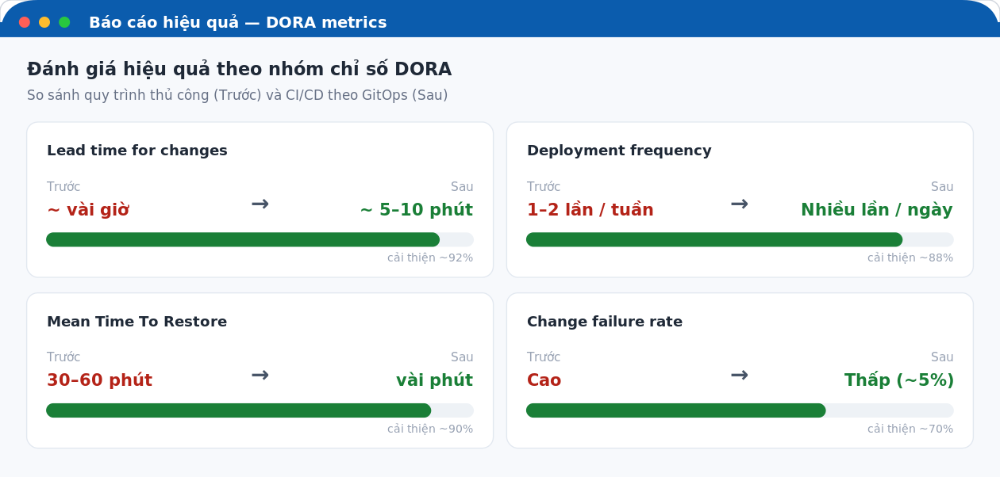 Báo cáo hiệu quả — DORA metrics
Đánh giá hiệu quả theo nhóm chỉ số DORA
So sánh quy trình thủ công (Trước) và CI/CD theo GitOps (Sau)
Lead time for changes
Trước
Sau
~ vài giờ
→
~ 5–10 phút
cải thiện ~92%
Deployment frequency
Trước
Sau
1–2 lần / tuần
→
Nhiều lần / ngày
cải thiện ~88%
Mean Time To Restore
Trước
Sau
30–60 phút
→
vài phút
cải thiện ~90%
Change failure rate
Trước
Sau
Cao
→
Thấp (~5%)
cải thiện ~70%